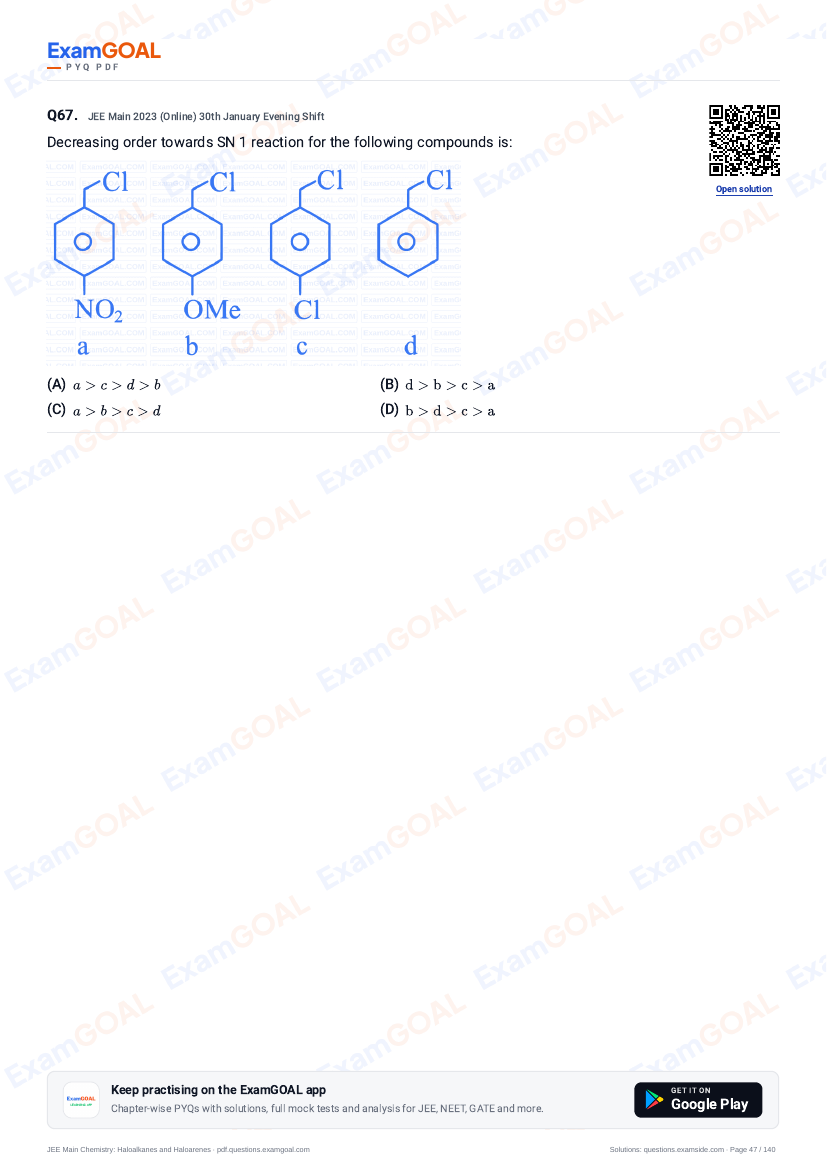 ExamGOAL
PYQ PDF
Q67. JEE Main 2023 (Online) 30th January Evening Shift
Decreasing order towards SN 1 reaction for the following compounds is:
Open solution
Cl Cl Cl Cl
NO₂ OMe Cl
a b c d
(A) a > c > d > b (B) d > b > c > a
(C) a > b > c > d (D) b > d > c > a
Keep practising on the ExamGOAL app
Chapter-wise PYQs with solutions, full mock tests and analysis for JEE, NEET, GATE and more.
GET IT ON
Google Play
JEE Main Chemistry: Haloalkanes and Haloarenes · pdf.questions.examgoal.com Solutions: questions.examside.com · Page 47 / 140